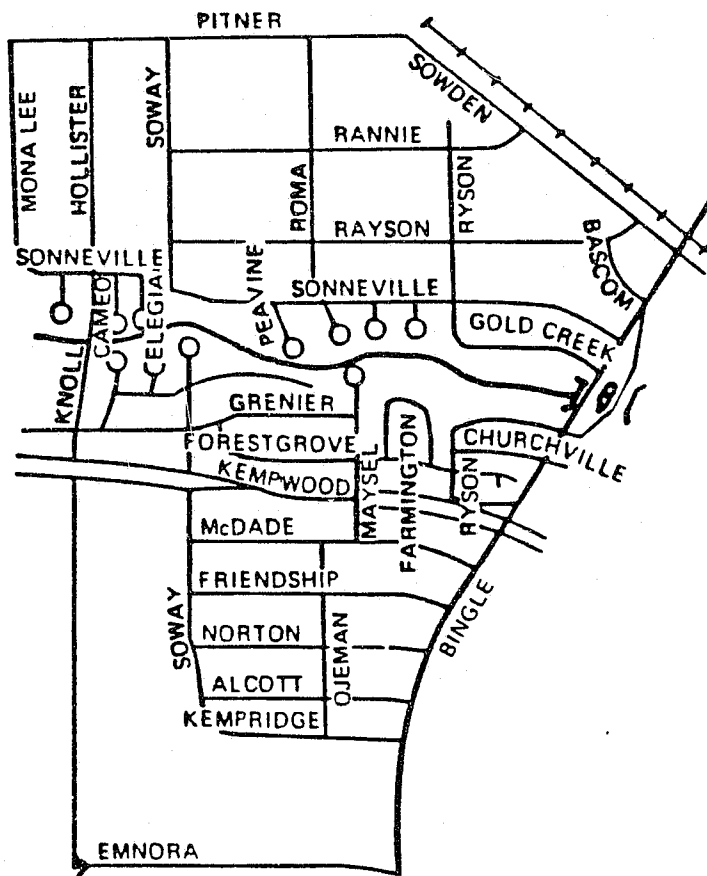 PITNER
SOWDEN
MONA LEE
HOLLISTER
SOWAY
RANNIE
ROMA
RYSON
RAYSON
BASCOM
SONNEVILLE
CAMEO
ELEGIA
PEAVINE
SONNEVILLE
GOLD CREEK
KNOLL
GRENIER
FORESTGROVE
CHURCHVILLE
KEMPWOOD
MAYSEL
FARMINGTON
RYSON
McDADE
FRIENDSHIP
SOWAY
NORTON
OJEMAN
BINGLE
ALCOTT
KEMPRIDGE
EMNORA